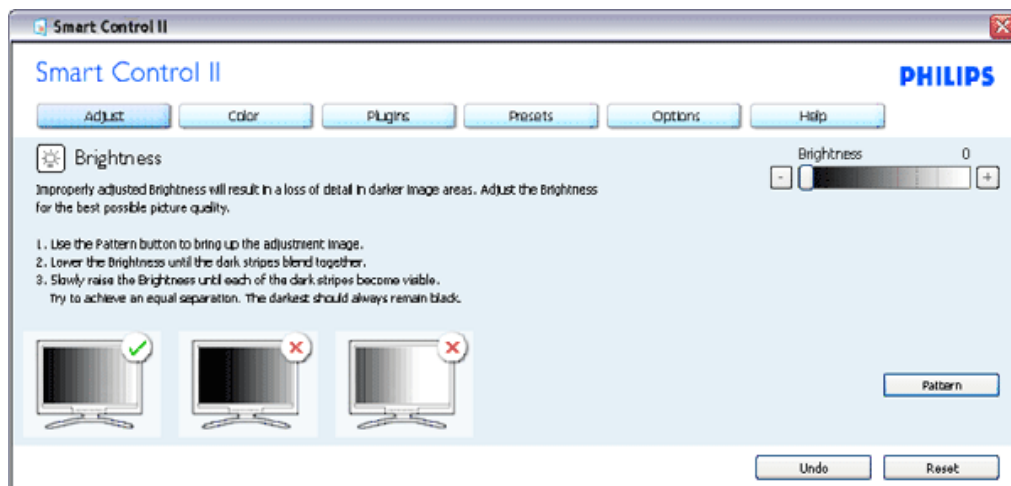 Smart Control II
Smart Control II
PHILIPS
Adjust Color Plugins Presets Options Help
Brightness
Brightness 0
- +
Improperly adjusted Brightness will result in a loss of detail in darker image areas. Adjust the Brightness
for the best possible picture quality.
1. Use the Pattern button to bring up the adjustment image.
2. Lower the Brightness until the dark stripes blend together.
3. Slowly raise the Brightness until each of the dark stripes become visible.
Try to achieve an equal separation. The darkest should always remain black.
Pattern
Undo Reset